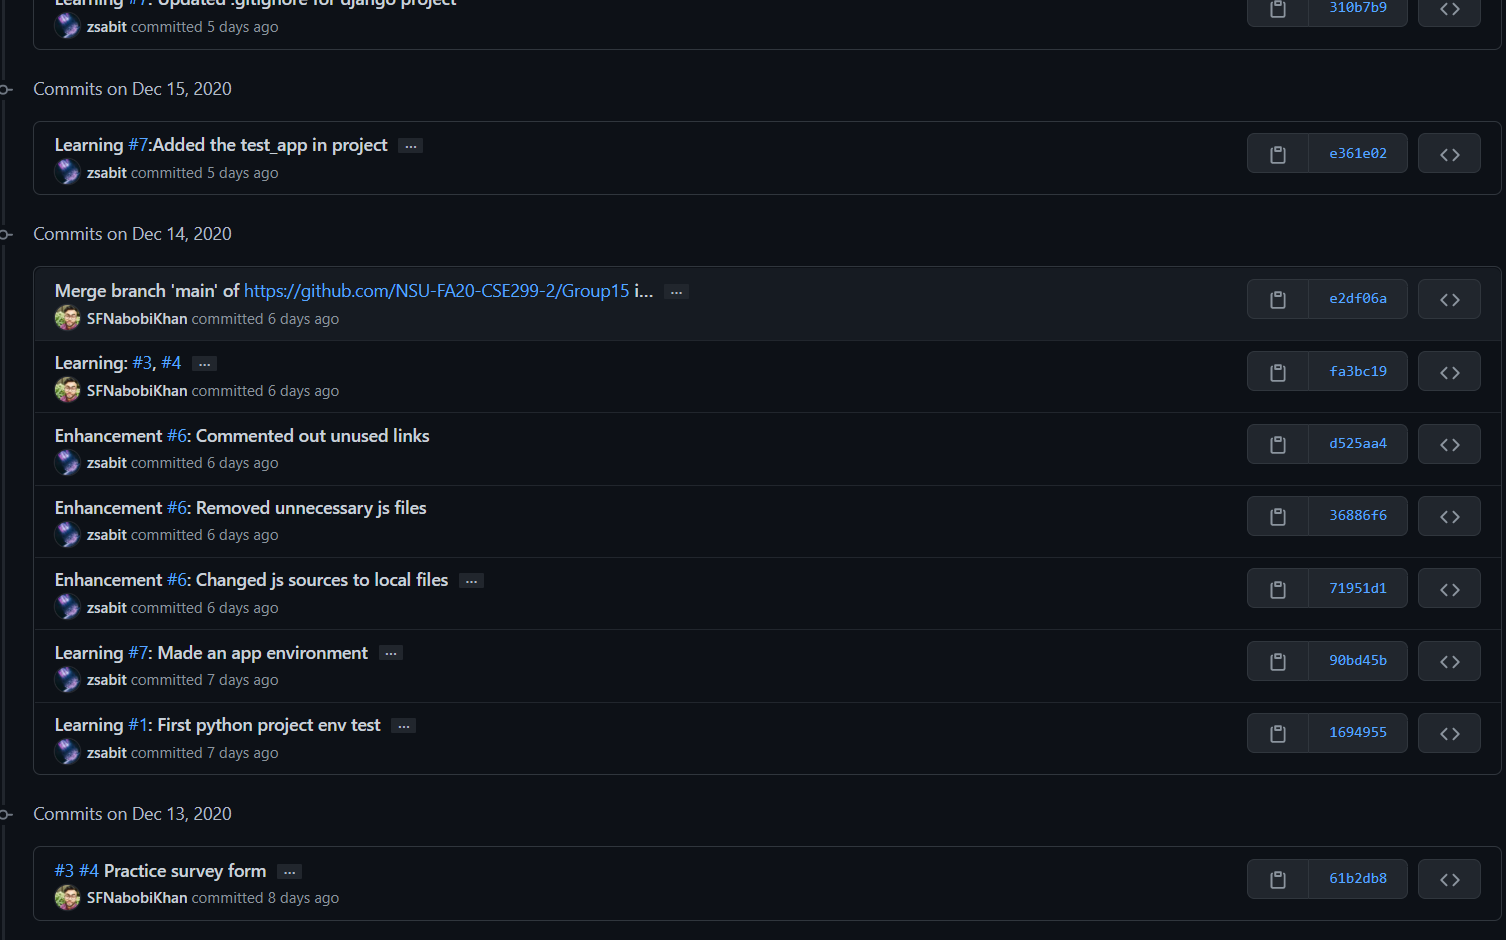 Learning #7: Updated .gitignore for django project
zsabit committed 5 days ago
310b7b9
Commits on Dec 15, 2020
Learning #7:Added the test_app in project ...
zsabit committed 5 days ago
e361e02
Commits on Dec 14, 2020
Merge branch 'main' of https://github.com/NSU-FA20-CSE299-2/Group15 i... ...
SFNabobiKhan committed 6 days ago
e2df06a
Learning: #3, #4 ...
SFNabobiKhan committed 6 days ago
fa3bc19
Enhancement #6: Commented out unused links
zsabit committed 6 days ago
d525aa4
Enhancement #6: Removed unnecessary js files
zsabit committed 6 days ago
36886f6
Enhancement #6: Changed js sources to local files ...
zsabit committed 6 days ago
71951d1
Learning #7: Made an app environment ...
zsabit committed 7 days ago
90bd45b
Learning #1: First python project env test ...
zsabit committed 7 days ago
1694955
Commits on Dec 13, 2020
#3 #4 Practice survey form ...
SFNabobiKhan committed 8 days ago
61b2db8